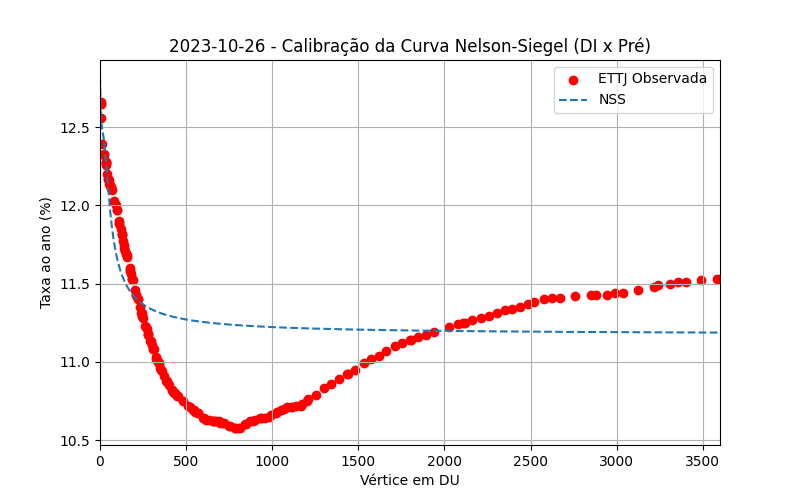 2023-10-26 - Calibração da Curva Nelson-Siegel (DI x Pré)
ETTJ Observada
NSS
Taxa ao ano (%)
12.5
12.0
11.5
11.0
10.5
0 500 1000 1500 2000 2500 3000 3500
Vértice em DU